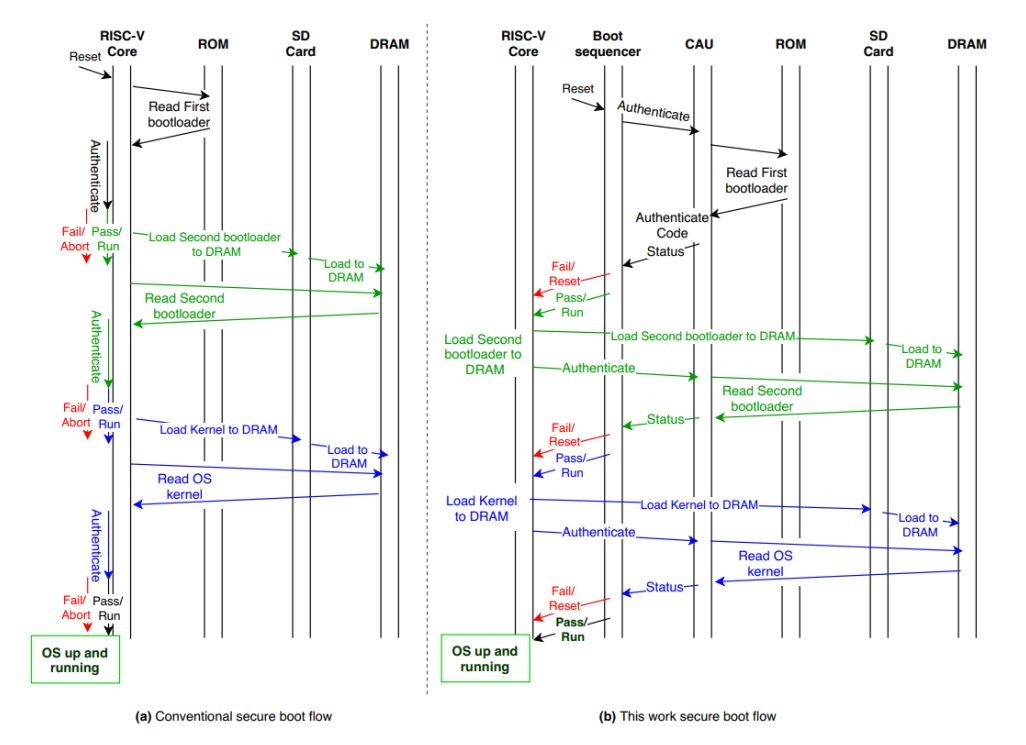 RISC-V
Core
ROM
SD
Card
DRAM
Reset
Read First
bootloader
Authenticate
Fail/
Abort
Pass/
Run
Load Second bootloader
to DRAM
Load to
DRAM
Read Second
bootloader
Authenticate
Fail/
Abort
Pass/
Run
Load Kernel to DRAM
Load to
DRAM
Read OS
kernel
Authenticate
Fail/
Abort
Pass/
Run
OS up and
running
(a) Conventional secure boot flow
RISC-V
Core
Boot
sequencer
CAU
ROM
SD
Card
DRAM
Reset
Authenticate
Read First
bootloader
Authenticate
Code
Status
Fail/
Reset
Pass/
Run
Load Second
bootloader to
DRAM
Load Second bootloader to DRAM
Load to
DRAM
Authenticate
Read Second
bootloader
Status
Fail/
Reset
Pass/
Run
Load Kernel
to DRAM
Load Kernel to DRAM
Load to
DRAM
Authenticate
Read OS
kernel
Status
Fail/
Reset
Pass/
Run
OS up and
running
(b) This work secure boot flow